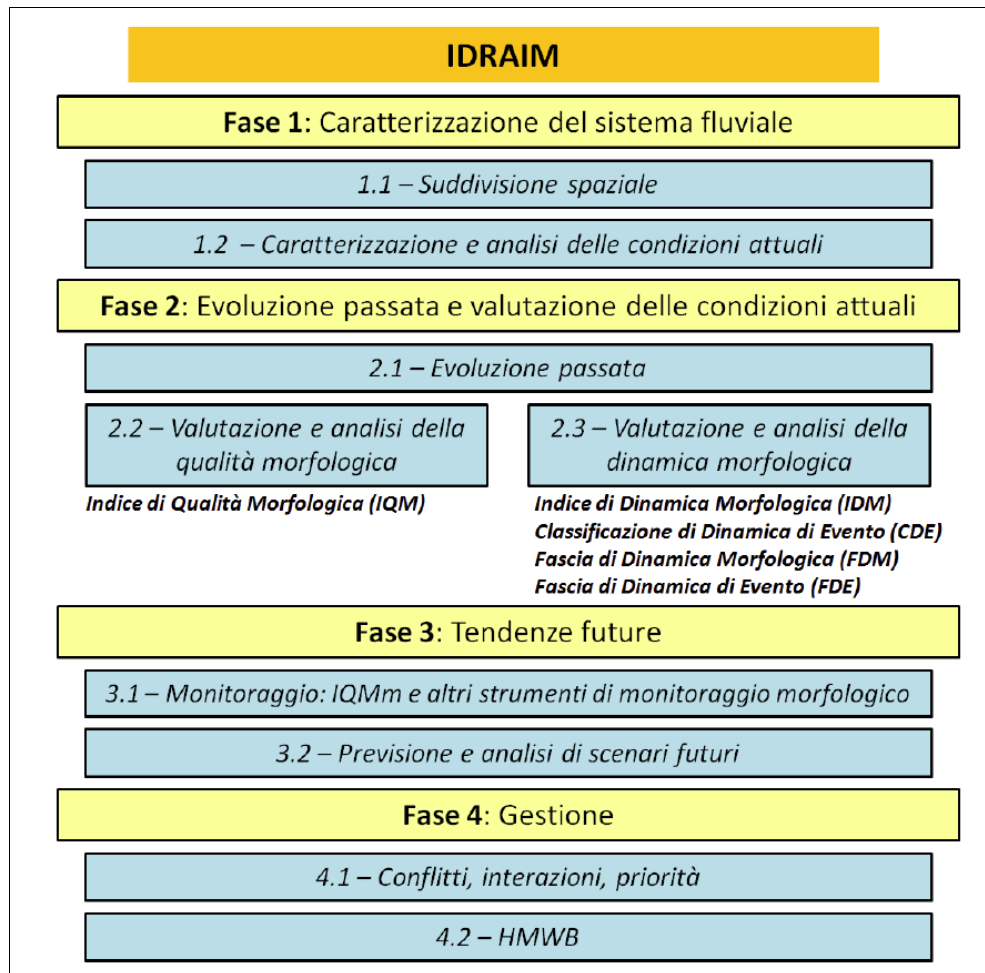 IDRAIM
Fase 1: Caratterizzazione del sistema fluviale
1.1 – Suddivisione spaziale
1.2 – Caratterizzazione e analisi delle condizioni attuali
Fase 2: Evoluzione passata e valutazione delle condizioni attuali
2.1 – Evoluzione passata
2.2 – Valutazione e analisi della
qualità morfologica
Indice di Qualità Morfologica (IQM)
2.3 – Valutazione e analisi della
dinamica morfologica
Indice di Dinamica Morfologica (IDM)
Classificazione di Dinamica di Evento (CDE)
Fascia di Dinamica Morfologica (FDM)
Fascia di Dinamica di Evento (FDE)
Fase 3: Tendenze future
3.1 – Monitoraggio: IQMm e altri strumenti di monitoraggio morfologico
3.2 – Previsione e analisi di scenari futuri
Fase 4: Gestione
4.1 – Conflitti, interazioni, priorità
4.2 – HMWB